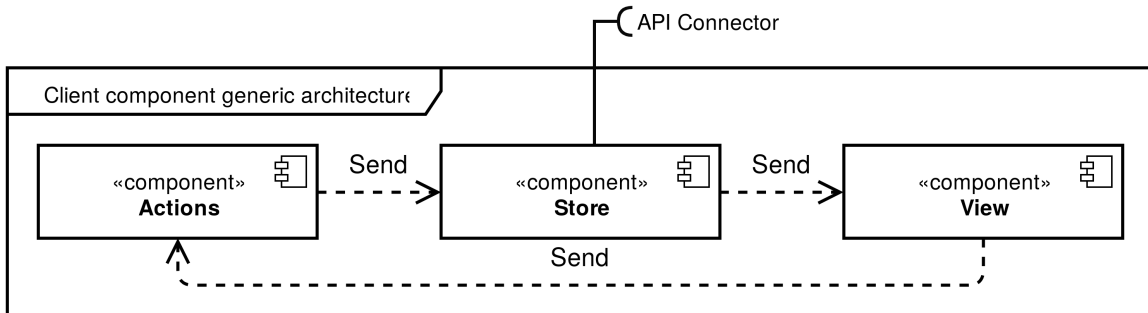 API Connector
Client component generic architecture
Send
Send
«component»
«component»
«component»
Actions
Store
View
Send